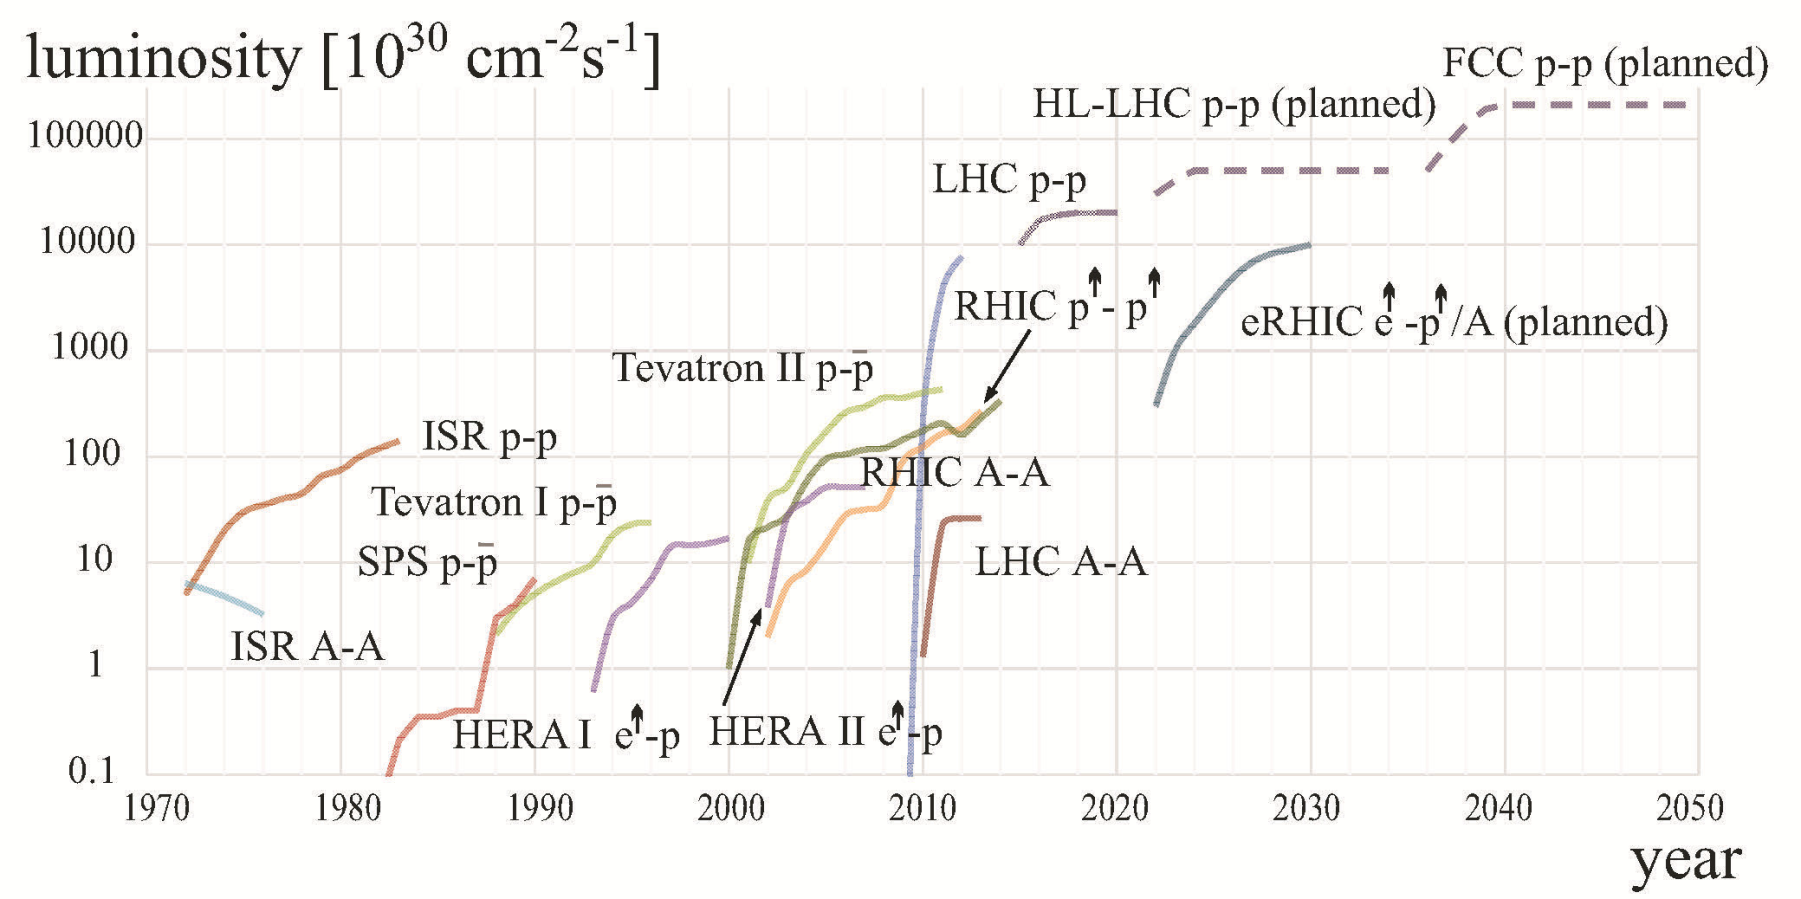 luminosity [10³⁰ cm⁻²s⁻¹]
FCC p-p (planned)
HL-LHC p-p (planned)
100000
LHC p-p
10000
RHIC p↑- p↑
eRHIC e↑-p↑/A (planned)
1000
Tevatron II p-p̅
ISR p-p
100
RHIC A-A
Tevatron I p-p̅
SPS p-p̅
10
LHC A-A
ISR A-A
1
HERA I e↑-p
HERA II e↑-p
0.1
1970 1980 1990 2000 2010 2020 2030 2040 2050
year